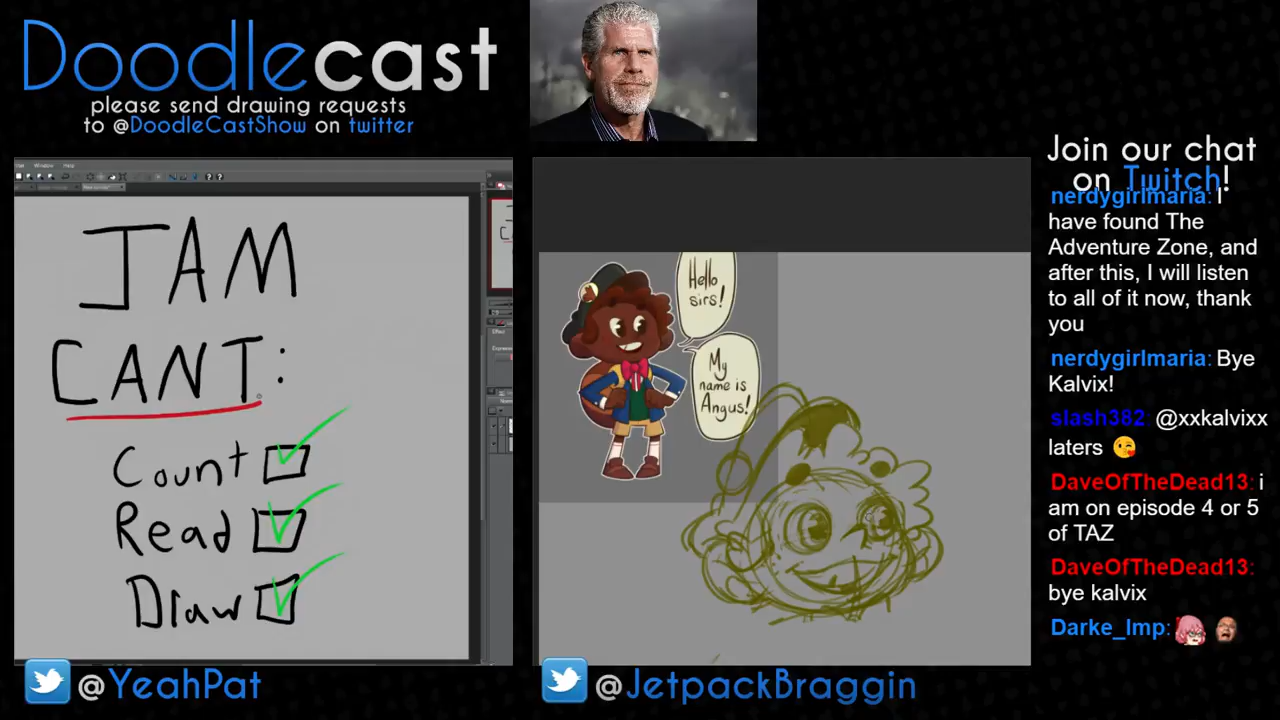 Doodlecast
please send drawing requests
to @DoodleCastShow on twitter
Window Help
JAM
CANT:
Count
Read
Draw
Hello
sirs!
My
name is
Angus!
@YeahPat
@JetpackBraggin
Join our chat
on Twitch!
nerdygirlmaria: I
have found The
Adventure Zone, and
after this, I will listen
to all of it now, thank
you
nerdygirlmaria: Bye
Kalvix!
slash382: @xxkalvixx
laters 😘
DaveOfTheDead13: i
am on episode 4 or 5
of TAZ
DaveOfTheDead13:
bye kalvix
Darke_Imp: